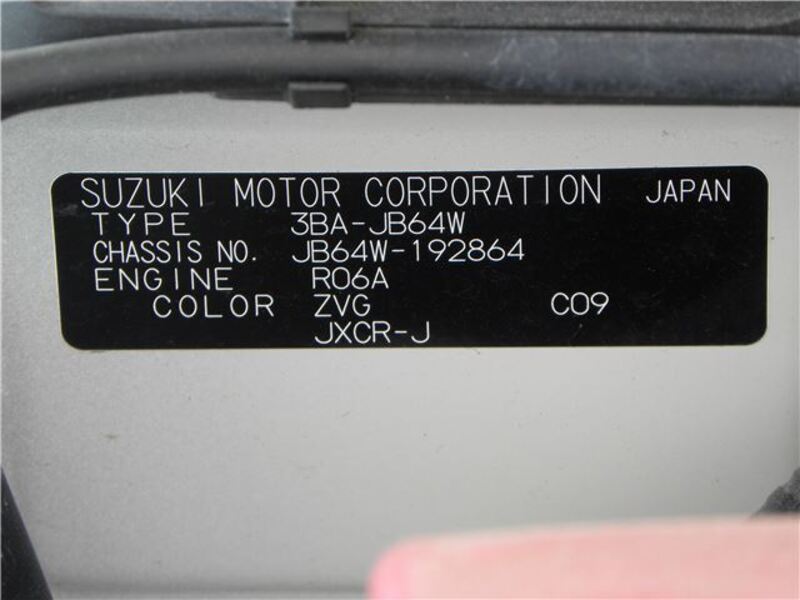 SUZUKI MOTOR CORPORATION JAPAN
TYPE 3BA-JB64W
CHASSIS NO. JB64W-192864
ENGINE R06A
COLOR ZVG C09
JXCR-J